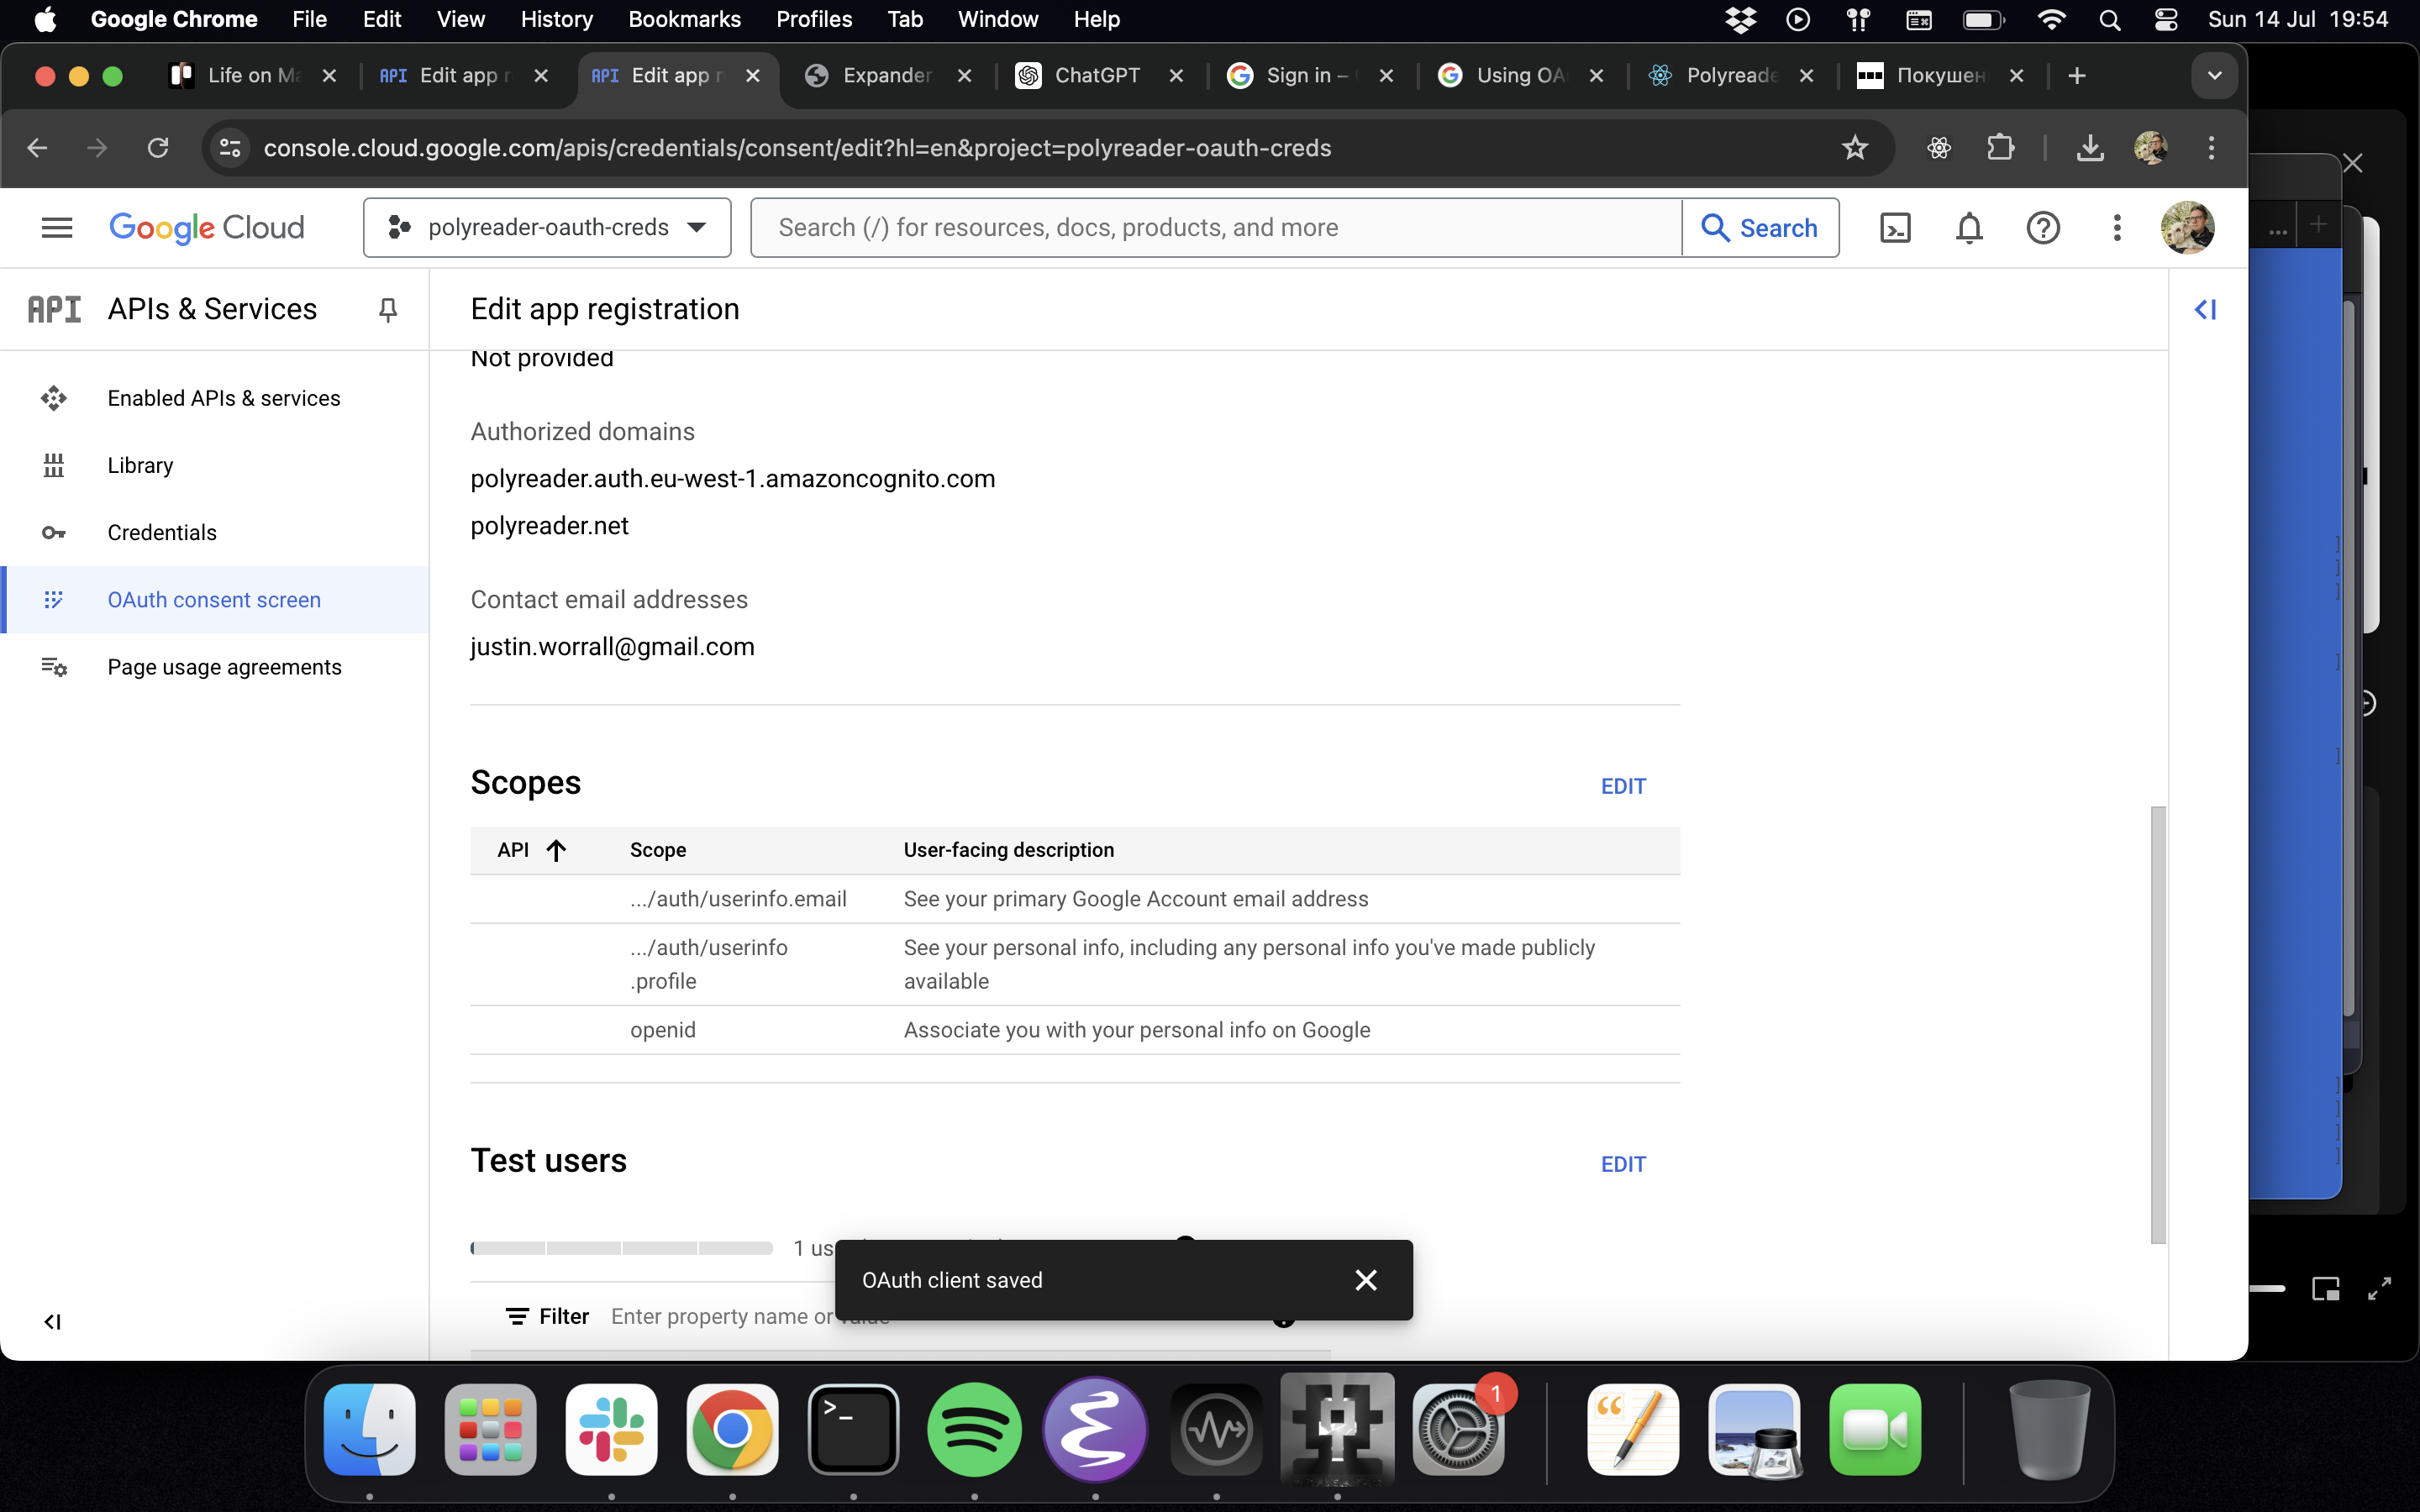 Google Chrome File Edit View History Bookmarks Profiles Tab Window Help Sun 14 Jul 19:54
Life on Ma API Edit app r API Edit app r Expander ChatGPT Sign in – Using OA Polyreade Покушен
console.cloud.google.com/apis/credentials/consent/edit?hl=en&project=polyreader-oauth-creds
Google Cloud polyreader-oauth-creds Search (/) for resources, docs, products, and more Search
API APIs & Services
Edit app registration
Enabled APIs & services
Library
Credentials
OAuth consent screen
Page usage agreements
Not provided
Authorized domains
polyreader.auth.eu-west-1.amazoncognito.com
polyreader.net
Contact email addresses
justin.worrall@gmail.com
Scopes EDIT
API Scope User-facing description
.../auth/userinfo.email See your primary Google Account email address
.../auth/userinfo See your personal info, including any personal info you've made publicly
.profile available
openid Associate you with your personal info on Google
Test users EDIT
1 us
OAuth client saved
Filter Enter property name or value
1